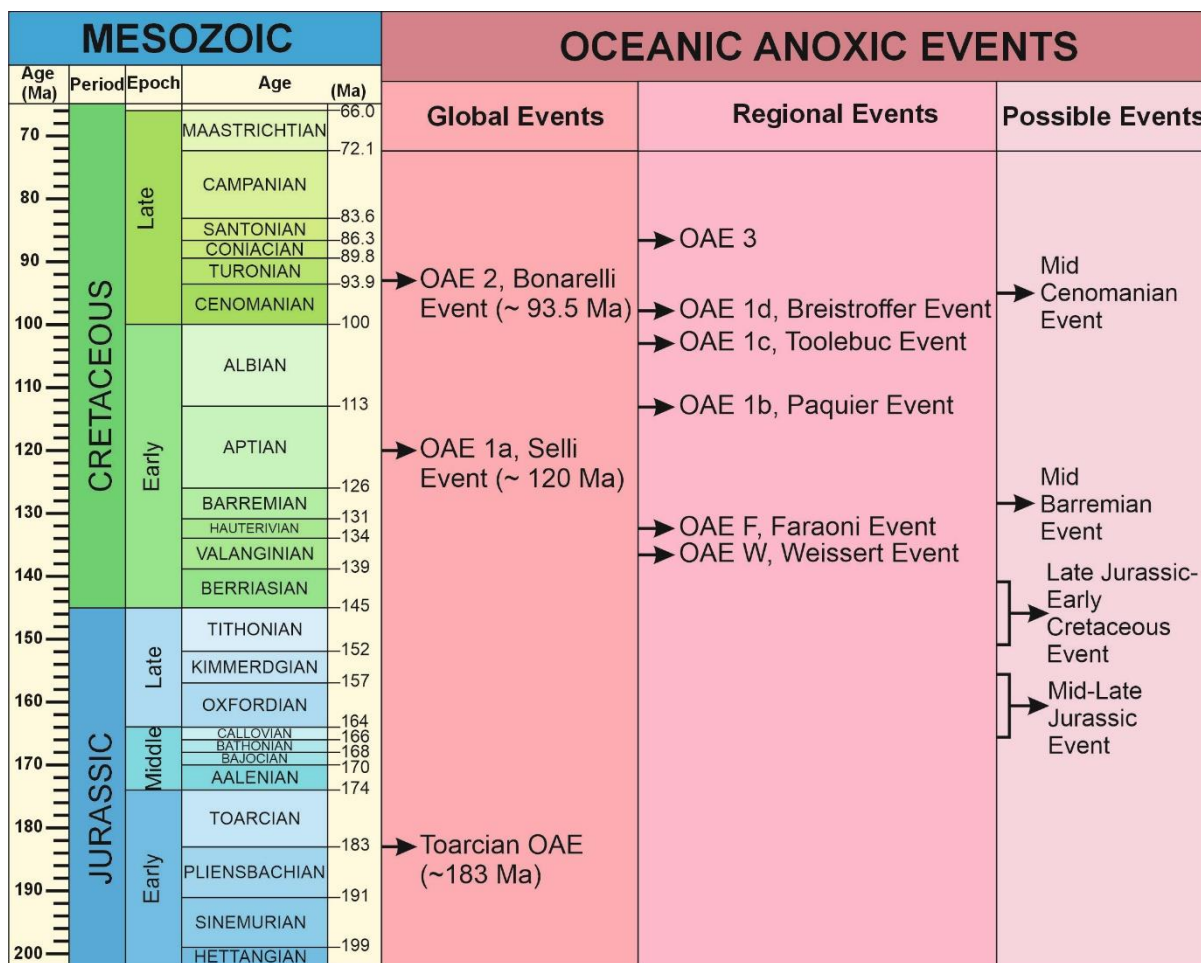 MESOZOIC
OCEANIC ANOXIC EVENTS
Age
(Ma)
Period
Epoch
Age
(Ma)
Global Events
Regional Events
Possible Events
70
80
90
100
110
120
130
140
150
160
170
180
190
200
CRETACEOUS
JURASSIC
Late
Early
Late
Middle
Early
MAASTRICHTIAN
CAMPANIAN
SANTONIAN
CONIACIAN
TURONIAN
CENOMANIAN
ALBIAN
APTIAN
BARREMIAN
HAUTERIVIAN
VALANGINIAN
BERRIASIAN
TITHONIAN
KIMMERDGIAN
OXFORDIAN
CALLOVIAN
BATHONIAN
BAJOCIAN
AALENIAN
TOARCIAN
PLIENSBACHIAN
SINEMURIAN
HETTANGIAN
66.0
72.1
83.6
86.3
89.8
93.9
100
113
126
131
134
139
145
152
157
164
166
168
170
174
183
191
199
OAE 2, Bonarelli
Event (~ 93.5 Ma)
OAE 1a, Selli
Event (~ 120 Ma)
Toarcian OAE
(~183 Ma)
OAE 3
OAE 1d, Breistroffer Event
OAE 1c, Toolebuc Event
OAE 1b, Paquier Event
OAE F, Faraoni Event
OAE W, Weissert Event
Mid
Cenomanian
Event
Mid
Barremian
Event
Late Jurassic-
Early
Cretaceous
Event
Mid-Late
Jurassic
Event